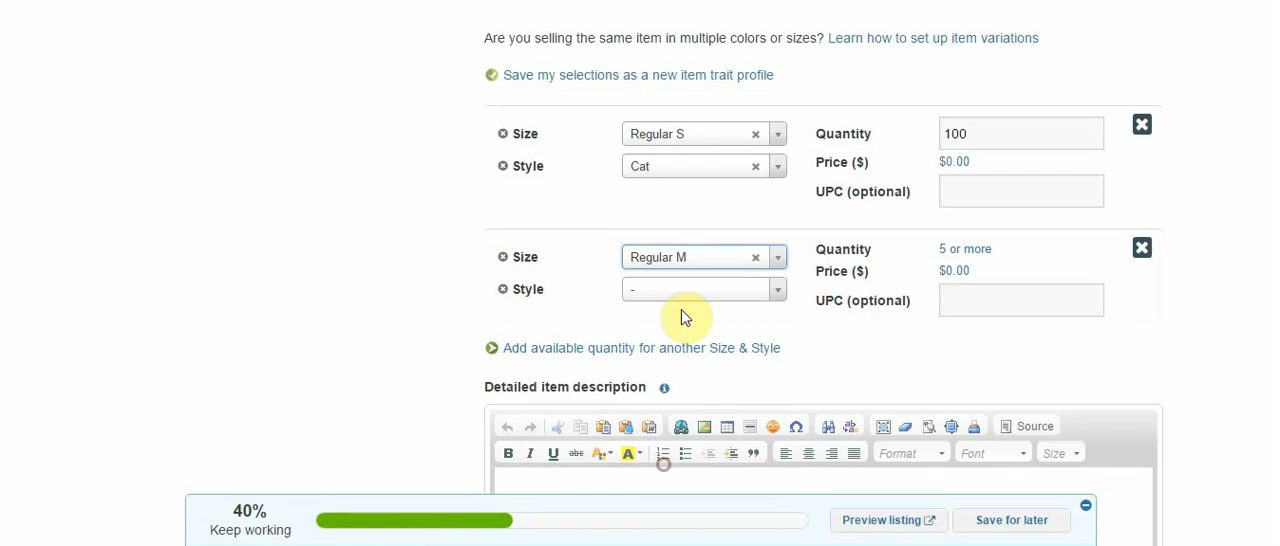 Are you selling the same item in multiple colors or sizes? Learn how to set up item variations
Save my selections as a new item trait profile
Size Regular S Quantity 100
Style Cat Price ($) $0.00
UPC (optional)
Size Regular M Quantity 5 or more
Style - Price ($) $0.00
UPC (optional)
Add available quantity for another Size & Style
Detailed item description
Source
B I U abc A A Format Font Size
40%
Keep working
Preview listing Save for later